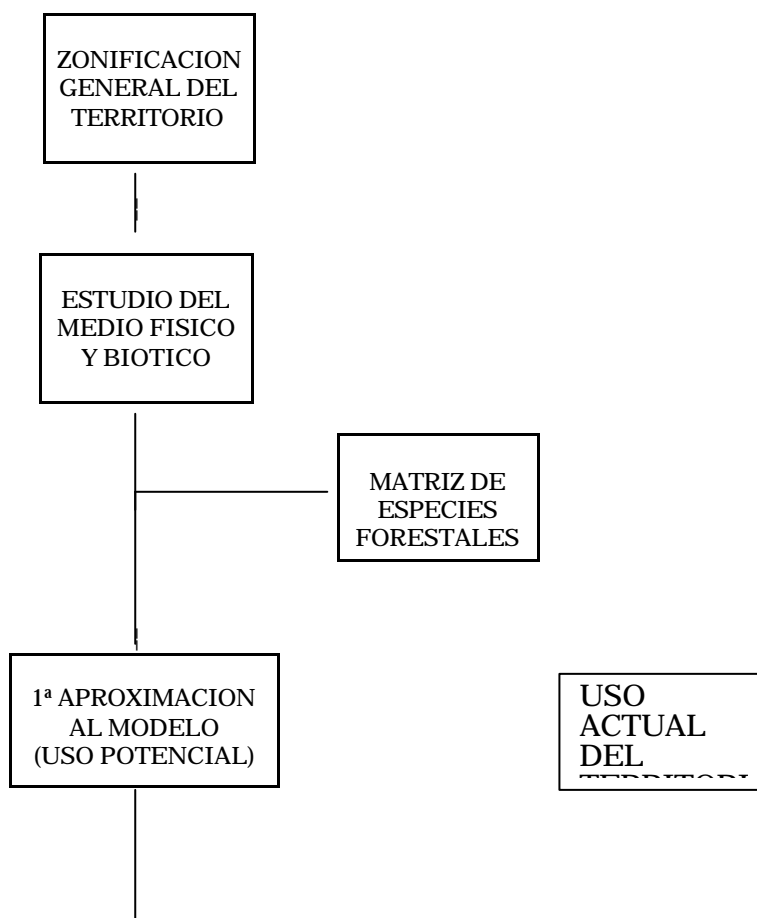 ZONIFICACION
GENERAL DEL
TERRITORIO
ESTUDIO DEL
MEDIO FISICO
Y BIOTICO
MATRIZ DE
ESPECIES
FORESTALES
1ª APROXIMACION
AL MODELO
(USO POTENCIAL)
USO
ACTUAL
DEL